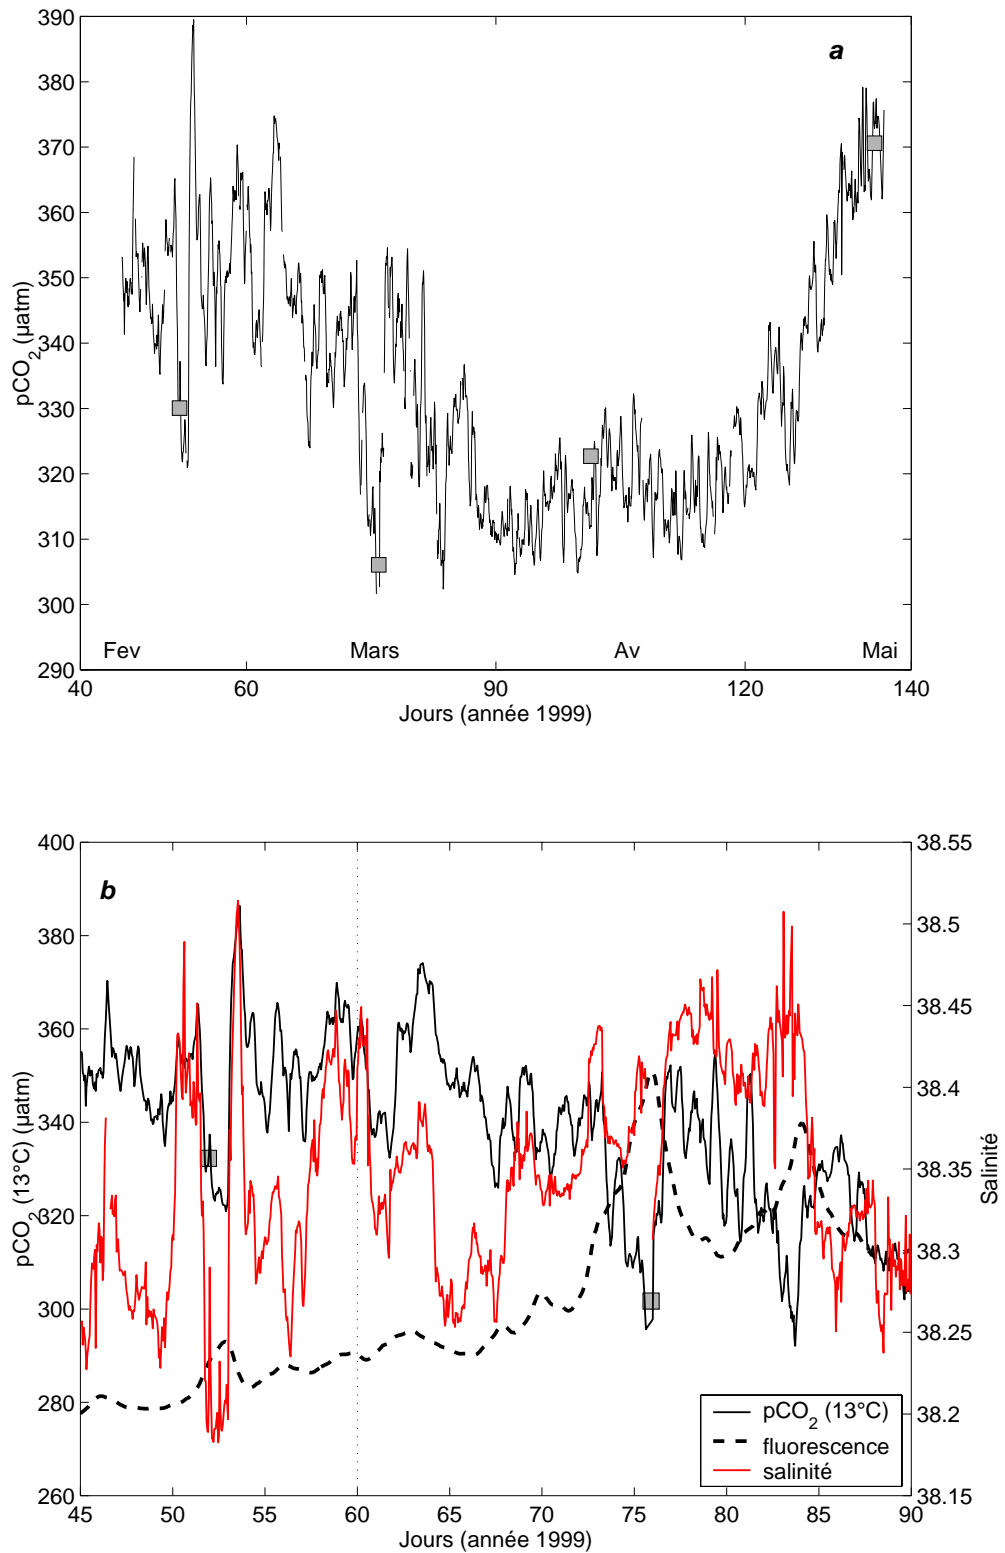 390
380
370
360
350
340
330
320
310
300
290
pCO2 (µatm)
a
Fev Mars Av Mai
40 60 90 120 140
Jours (année 1999)
400
380
360
340
320
300
280
260
pCO2 (13°C) (µatm)
b
38.55
38.5
38.45
38.4
38.35
38.3
38.25
38.2
38.15
Salinité
pCO2 (13°C)
fluorescence
salinité
45 50 55 60 65 70 75 80 85 90
Jours (année 1999)